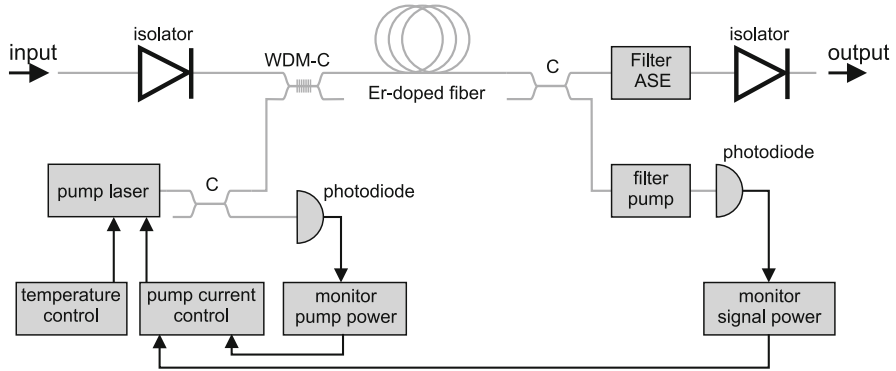 input
isolator
WDM-C
Er-doped fiber
C
Filter
ASE
isolator
output
pump laser
C
photodiode
filter
pump
photodiode
temperature
control
pump current
control
monitor
pump power
monitor
signal power